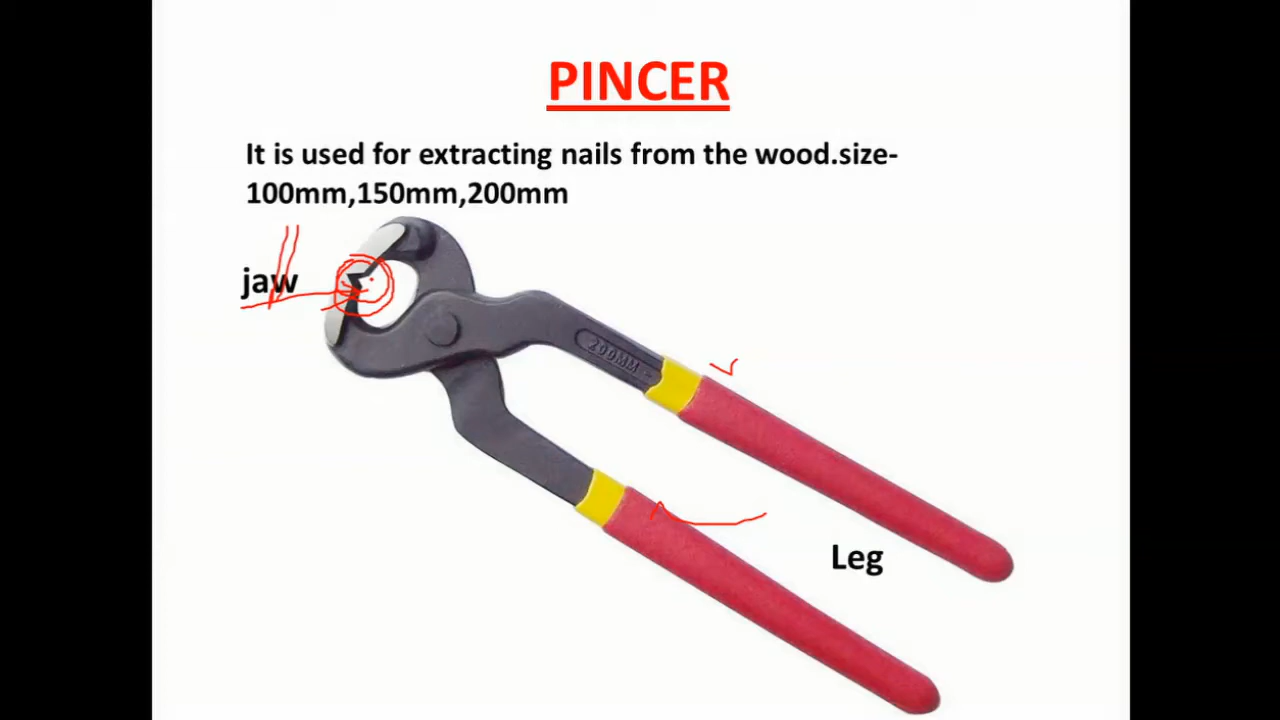 PINCER
It is used for extracting nails from the wood.size-
100mm,150mm,200mm
jaw
200MM
Leg